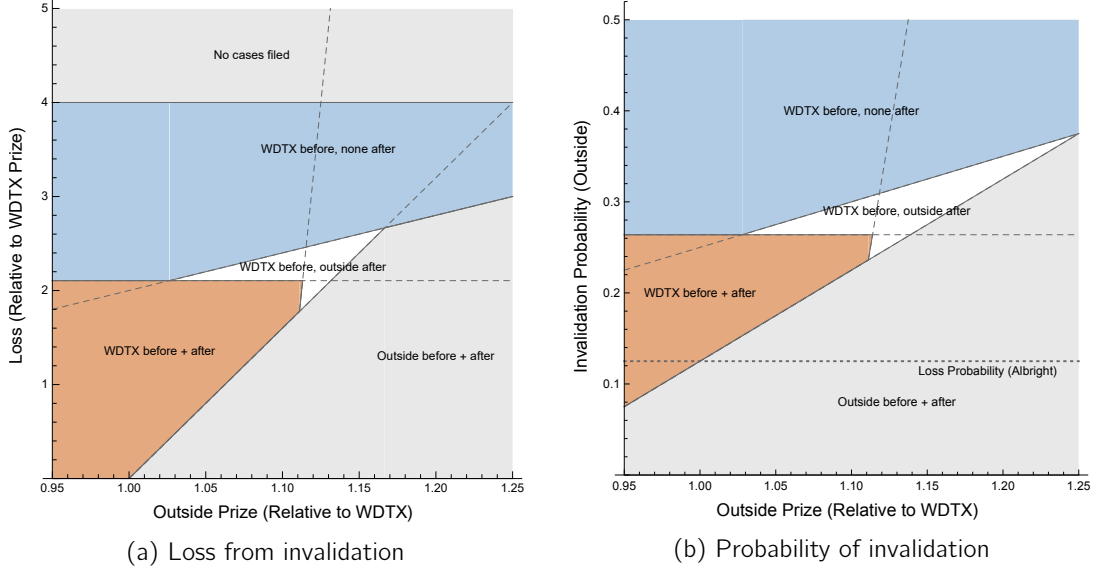 5
4
3
2
1
0.95
1.00
1.05
1.10
1.15
1.20
1.25
Loss (Relative to WDTX Prize)
No cases filed
WDTX before, none after
WDTX before, outside after
WDTX before + after
Outside before + after
Outside Prize (Relative to WDTX)
(a) Loss from invalidation
0.5
0.4
0.3
0.2
0.1
0.95
1.00
1.05
1.10
1.15
1.20
1.25
Invalidation Probability (Outside)
WDTX before, none after
WDTX before, outside after
WDTX before + after
Loss Probability (Albright)
Outside before + after
Outside Prize (Relative to WDTX)
(b) Probability of invalidation